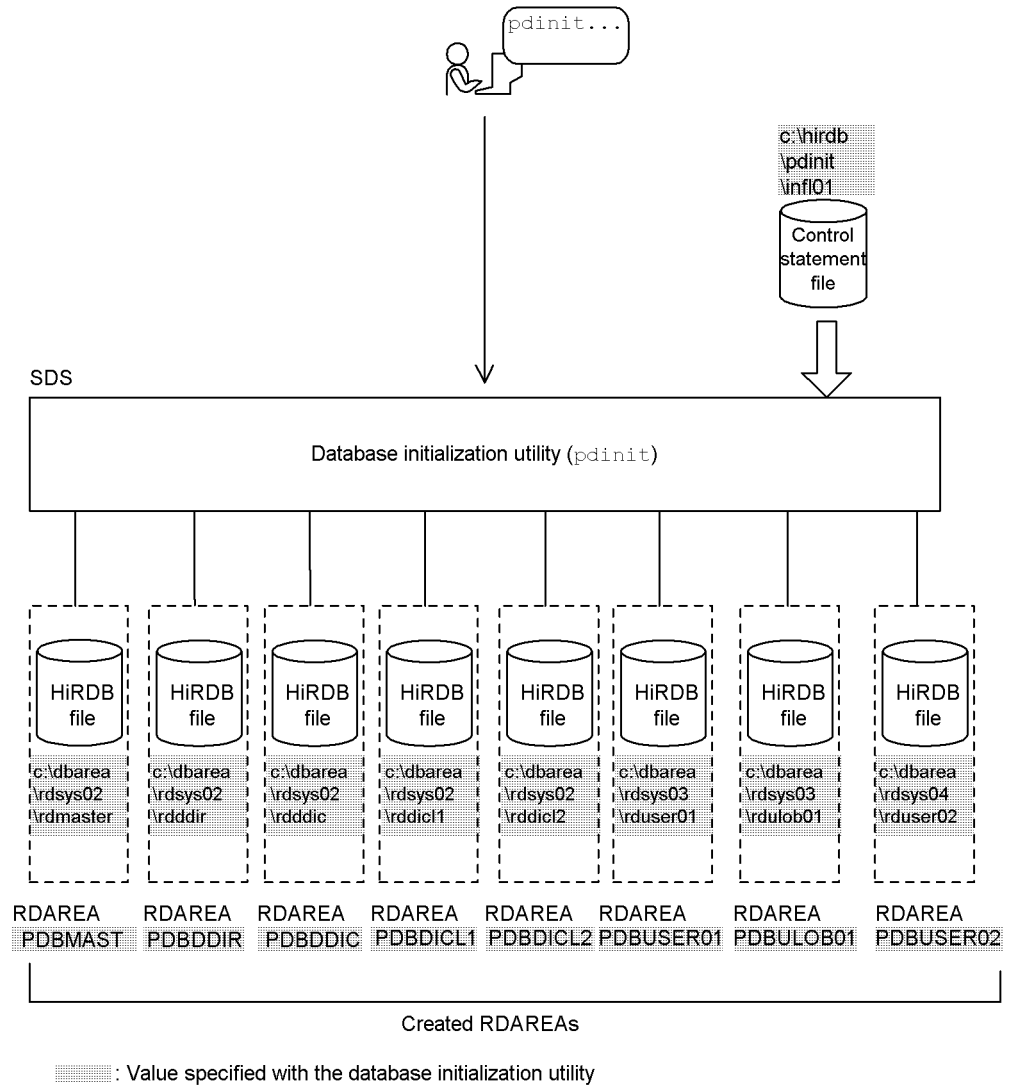 pdinit...
c:\hirdb
\pdinit
\infl01
Control
statement
file
SDS
Database initialization utility (pdinit)
HiRDB
file
c:\dbarea
\rdsys02
\rdmaster
HiRDB
file
c:\dbarea
\rdsys02
\rdddir
HiRDB
file
c:\dbarea
\rdsys02
\rdddic
HiRDB
file
c:\dbarea
\rdsys02
\rddicl1
HiRDB
file
c:\dbarea
\rdsys02
\rddicl2
HiRDB
file
c:\dbarea
\rdsys03
\rduser01
HiRDB
file
c:\dbarea
\rdsys03
\rdulob01
HiRDB
file
c:\dbarea
\rdsys04
\rduser02
RDAREA
PDBMAST
RDAREA
PDBDDIR
RDAREA
PDBDDIC
RDAREA
PDBDICL1
RDAREA
PDBDICL2
RDAREA
PDBUSER01
RDAREA
PDBULOB01
RDAREA
PDBUSER02
Created RDAREAs
: Value specified with the database initialization utility